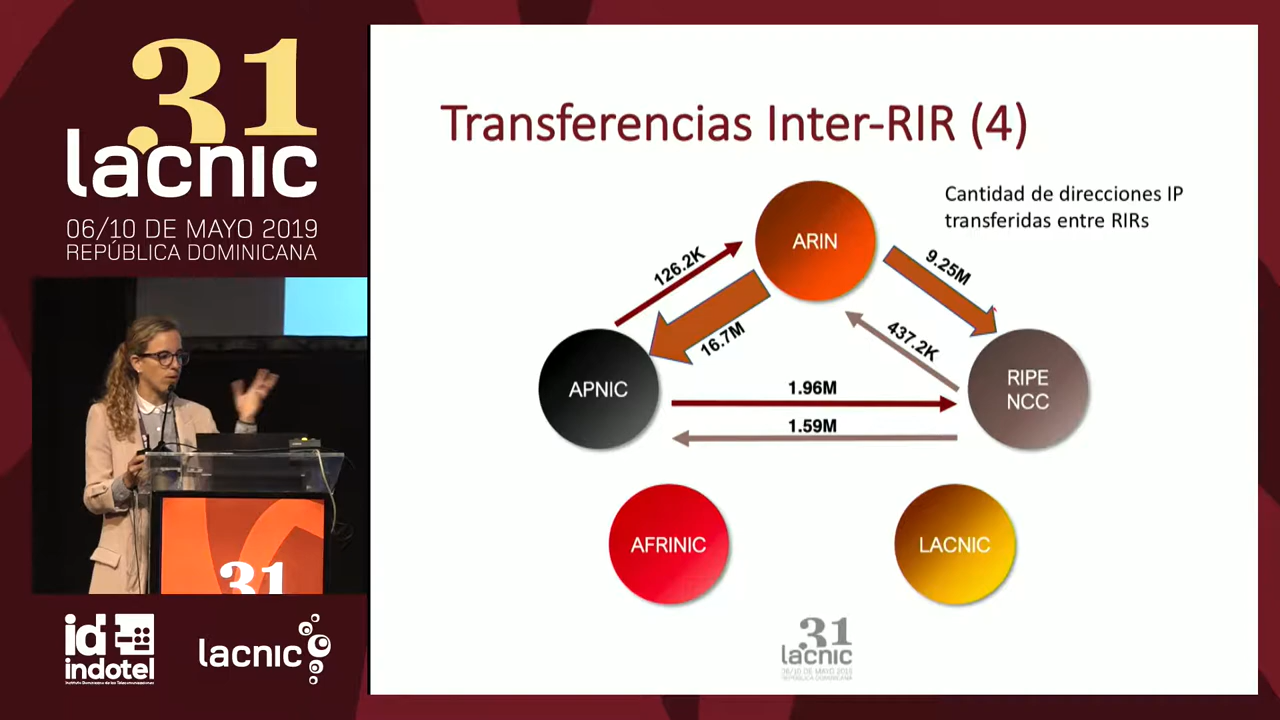 31
lacnic
06/10 DE MAYO 2019
REPÚBLICA DOMINICANA
31
id
indotel
lacnic
Transferencias Inter-RIR (4)
Cantidad de direcciones IP
transferidas entre RIRs
ARIN
126.2K
9.25M
16.7M
437.2K
APNIC
1.96M
RIPE
NCC
1.59M
AFRINIC
LACNIC
31
lacnic
06/10 DE MAYO 2019
REPÚBLICA DOMINICANA